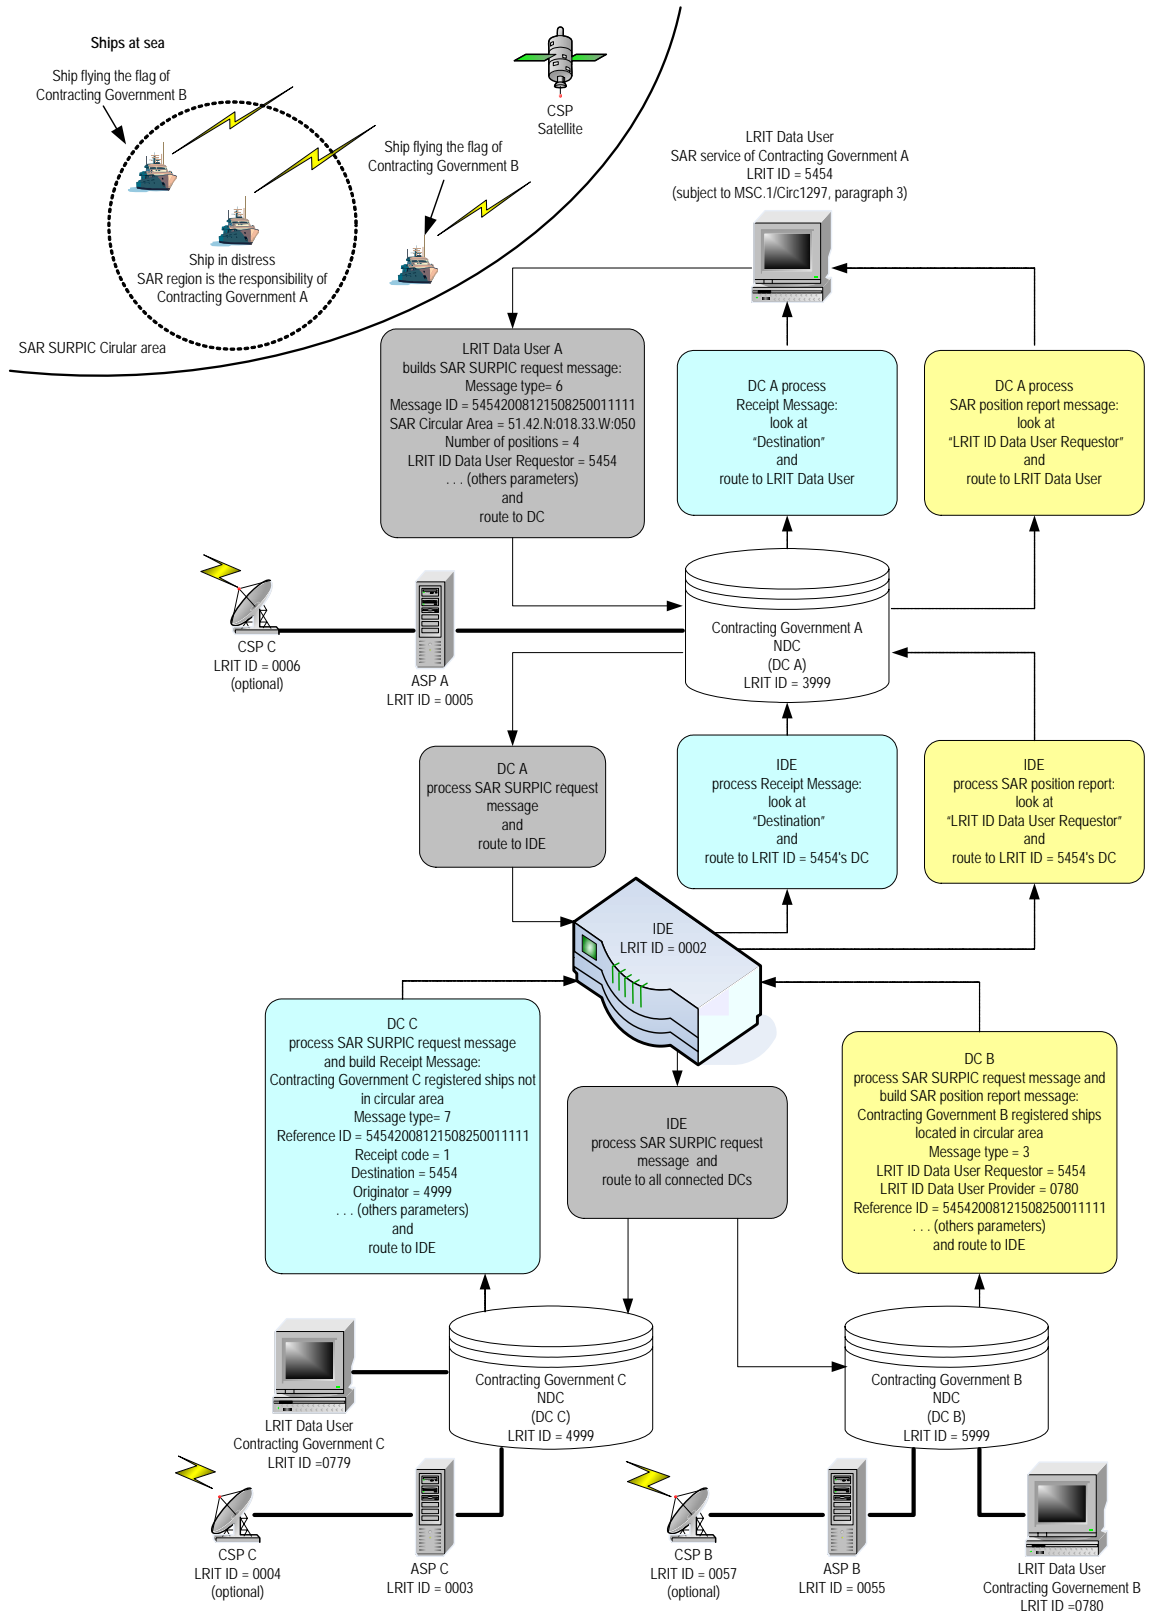 Ships at sea
Ship flying the flag of
Contracting Government B
CSP
Satellite
Ship flying the flag of
Contracting Government B
Ship in distress
SAR region is the responsibility of
Contracting Government A
SAR SURPIC Cirular area
LRIT Data User
SAR service of Contracting Government A
LRIT ID = 5454
(subject to MSC.1/Circ1297, paragraph 3)
LRIT Data User A
builds SAR SURPIC request message:
Message type= 6
Message ID = 54542008121508250011111
SAR Circular Area = 51.42.N:018.33.W:050
Number of positions = 4
LRIT ID Data User Requestor = 5454
. . . (others parameters)
and
route to DC
DC A process
Receipt Message:
look at
“Destination”
and
route to LRIT Data User
DC A process
SAR position report message:
look at
“LRIT ID Data User Requestor”
and
route to LRIT Data User
CSP C
LRIT ID = 0006
(optional)
ASP A
LRIT ID = 0005
Contracting Government A
NDC
(DC A)
LRIT ID = 3999
DC A
process SAR SURPIC request
message
and
route to IDE
IDE
process Receipt Message:
look at
“Destination”
and
route to LRIT ID = 5454's DC
IDE
process SAR position report:
look at
“LRIT ID Data User Requestor”
and
route to LRIT ID = 5454's DC
IDE
LRIT ID = 0002
DC C
process SAR SURPIC request message
and build Receipt Message:
Contracting Government C registered ships not
in circular area
Message type= 7
Reference ID = 54542008121508250011111
Receipt code = 1
Destination = 5454
Originator = 4999
. . . (others parameters)
and
route to IDE
IDE
process SAR SURPIC request
message and
route to all connected DCs
DC B
process SAR SURPIC request message and
build SAR position report message:
Contracting Government B registered ships
located in circular area
Message type = 3
LRIT ID Data User Requestor = 5454
LRIT ID Data User Provider = 0780
Reference ID = 54542008121508250011111
. . . (others parameters)
and route to IDE
Contracting Government C
NDC
(DC C)
LRIT ID = 4999
Contracting Government B
NDC
(DC B)
LRIT ID = 5999
LRIT Data User
Contracting Government C
LRIT ID =0779
CSP C
LRIT ID = 0004
(optional)
ASP C
LRIT ID = 0003
CSP B
LRIT ID = 0057
(optional)
ASP B
LRIT ID = 0055
LRIT Data User
Contracting Governement B
LRIT ID =0780